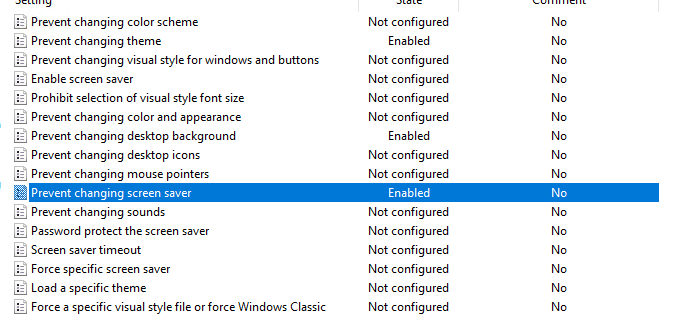 Setting State Comment
Prevent changing color scheme Not configured No
Prevent changing theme Enabled No
Prevent changing visual style for windows and buttons Not configured No
Enable screen saver Not configured No
Prohibit selection of visual style font size Not configured No
Prevent changing color and appearance Not configured No
Prevent changing desktop background Enabled No
Prevent changing desktop icons Not configured No
Prevent changing mouse pointers Not configured No
Prevent changing screen saver Enabled No
Prevent changing sounds Not configured No
Password protect the screen saver Not configured No
Screen saver timeout Not configured No
Force specific screen saver Not configured No
Load a specific theme Not configured No
Force a specific visual style file or force Windows Classic Not configured No